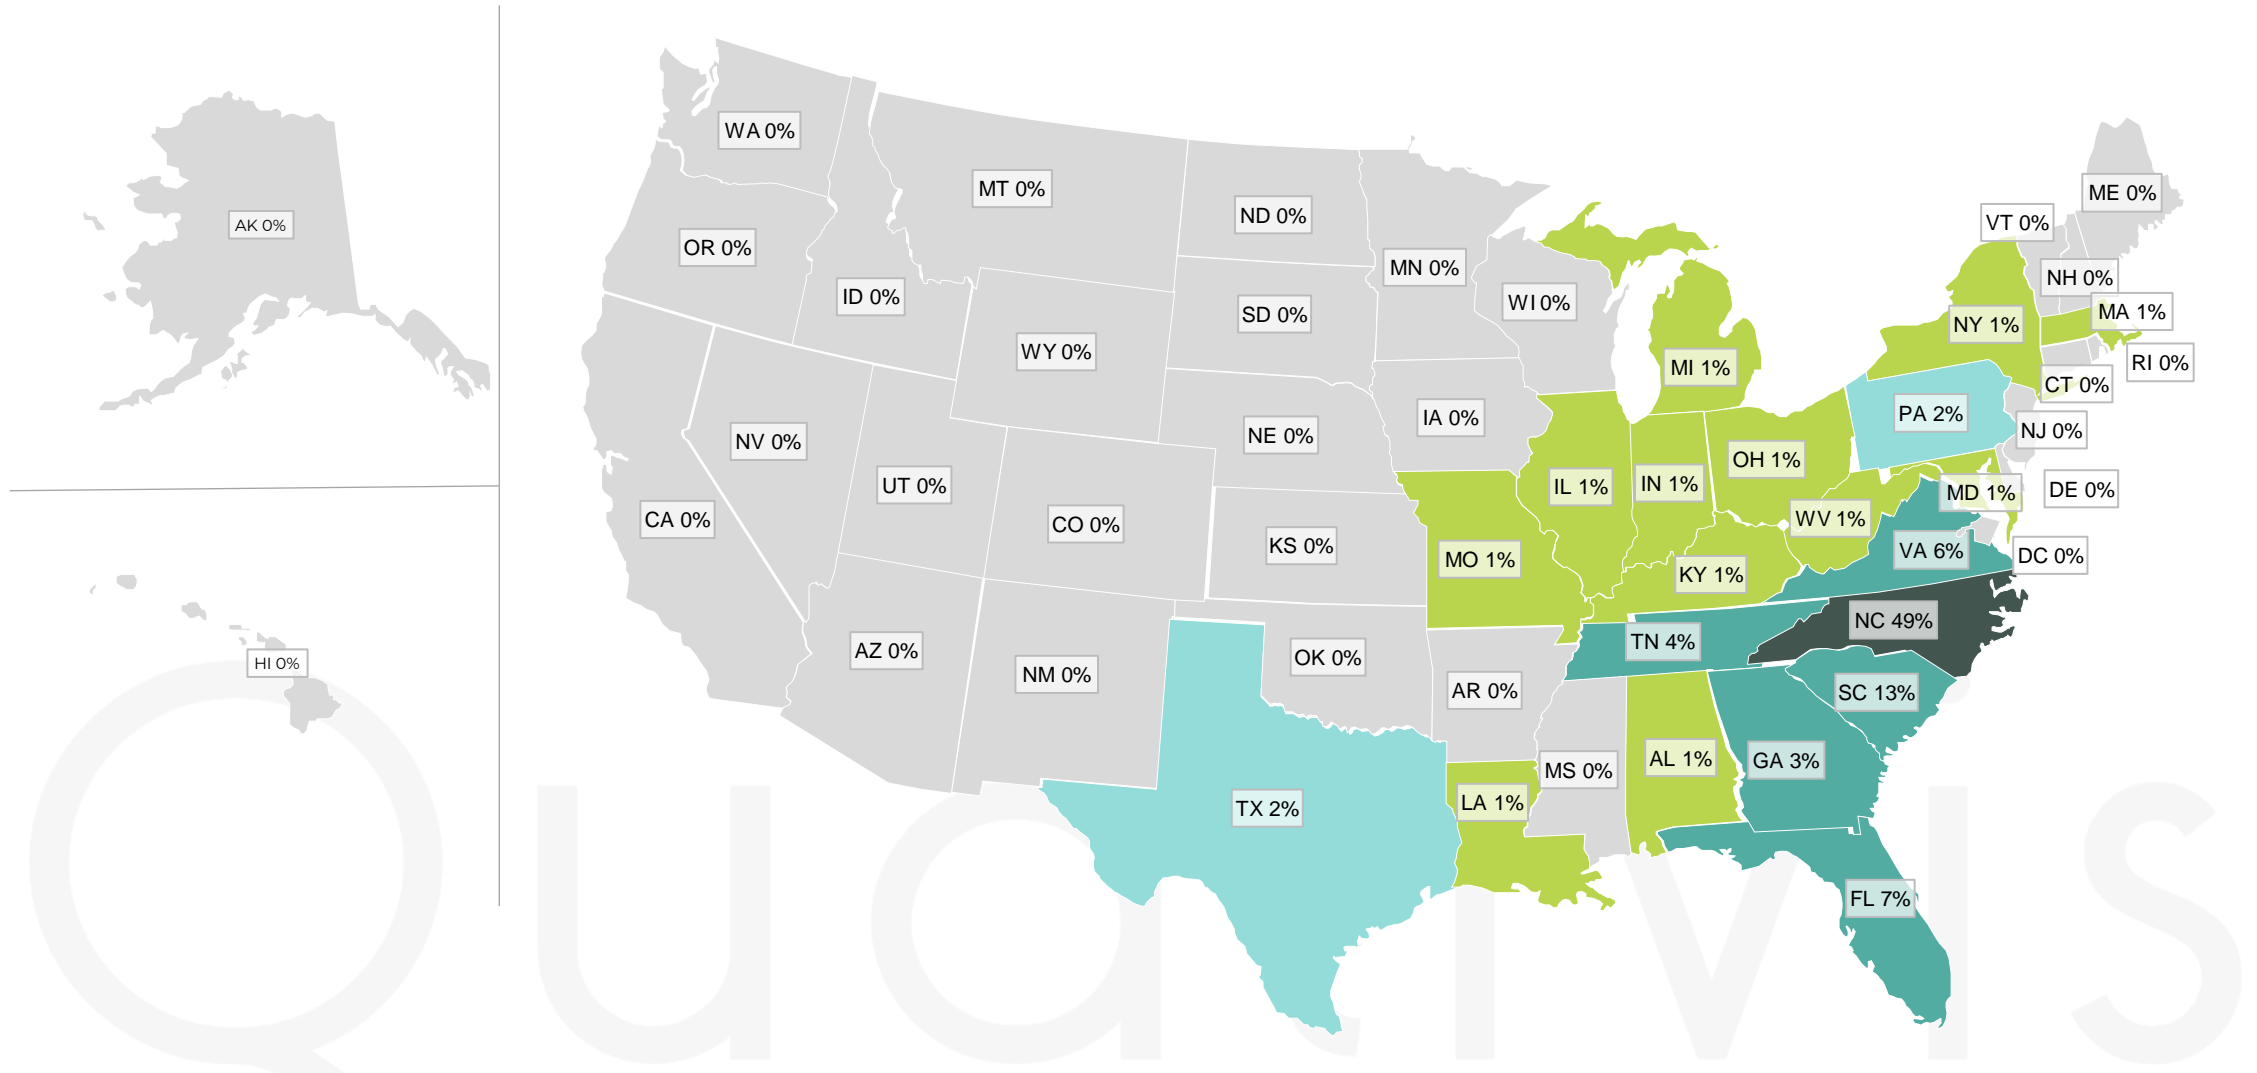 WA 0%
MT 0%
ND 0%
ME 0%
VT 0%
AK 0%
OR 0%
MN 0%
NH 0%
ID 0%
WI 0%
SD 0%
MA 1%
NY 1%
WY 0%
RI 0%
MI 1%
CT 0%
IA 0%
PA 2%
NE 0%
NJ 0%
NV 0%
OH 1%
UT 0%
IL 1%
IN 1%
MD 1%
DE 0%
CA 0%
CO 0%
WV 1%
KS 0%
VA 6%
DC 0%
MO 1%
KY 1%
NC 49%
TN 4%
AZ 0%
OK 0%
HI 0%
NM 0%
AR 0%
SC 13%
AL 1%
GA 3%
MS 0%
LA 1%
TX 2%
FL 7%